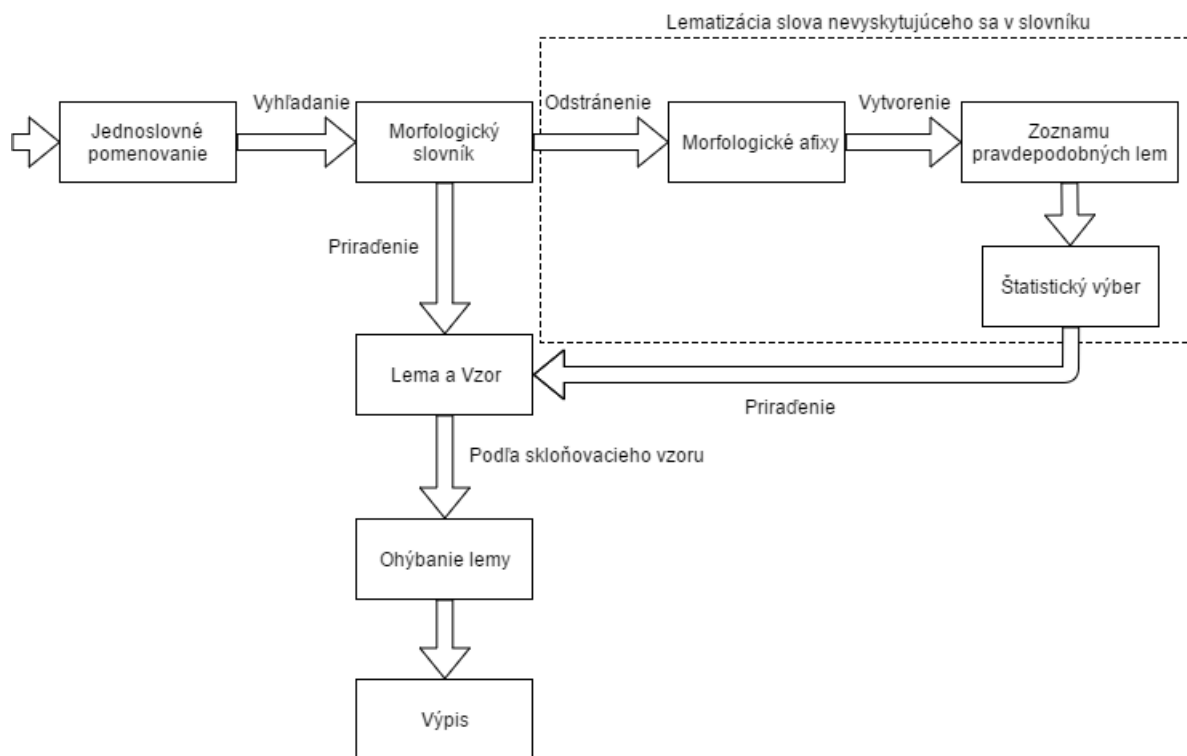 Lematizácia slova nevyskytujúceho sa v slovníku
Jednoslovné
pomenovanie
Vyhľadanie
Morfologický
slovník
Odstránenie
Morfologické afixy
Vytvorenie
Zoznamu
pravdepodobných lem
Štatistický výber
Priraďenie
Priraďenie
Lema a Vzor
Podľa skloňovacieho vzoru
Ohýbanie lemy
Výpis